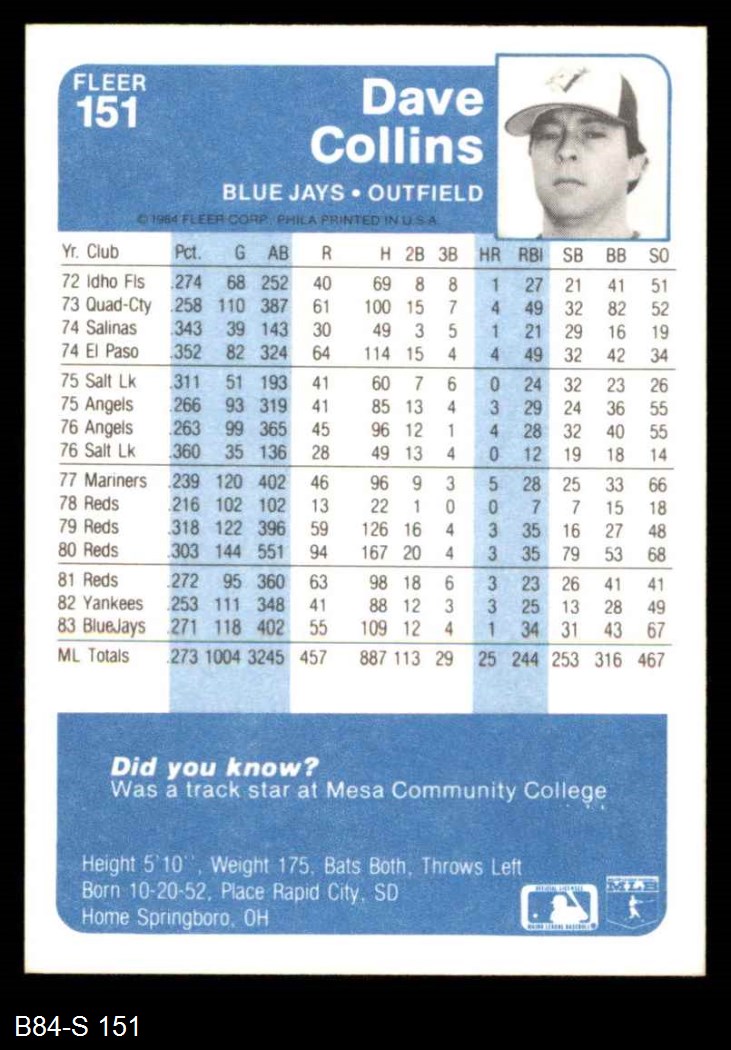 FLEER
151
Dave
Collins
BLUE JAYS • OUTFIELD
© 1984 FLEER CORP. PHILA PRINTED IN U.S.A.
Yr. Club Pct. G AB R H 2B 3B HR RBI SB BB SO
72 Idho Fls .274 68 252 40 69 8 8 1 27 21 41 51
73 Quad-Cty .258 110 387 61 100 15 7 4 49 32 82 52
74 Salinas .343 39 143 30 49 3 5 1 21 29 16 19
74 El Paso .352 82 324 64 114 15 4 4 49 32 42 34
75 Salt Lk .311 51 193 41 60 7 6 0 24 32 23 26
75 Angels .266 93 319 41 85 13 4 3 29 24 36 55
76 Angels .263 99 365 45 96 12 1 4 28 32 40 55
76 Salt Lk .360 35 136 28 49 13 4 0 12 19 18 14
77 Mariners .239 120 402 46 96 9 3 5 28 25 33 66
78 Reds .216 102 102 13 22 1 0 0 7 7 15 18
79 Reds .318 122 396 59 126 16 4 3 35 16 27 48
80 Reds .303 144 551 94 167 20 4 3 35 79 53 68
81 Reds .272 95 360 63 98 18 6 3 23 26 41 41
82 Yankees .253 111 348 41 88 12 3 3 25 13 28 49
83 BlueJays .271 118 402 55 109 12 4 1 34 31 43 67
ML Totals .273 1004 3245 457 887 113 29 25 244 253 316 467
Did you know?
Was a track star at Mesa Community College
Height 5'10'', Weight 175, Bats Both, Throws Left
Born 10-20-52, Place Rapid City, SD
Home Springboro, OH
MLB
MAJOR LEAGUE BASEBALL
B84-S 151